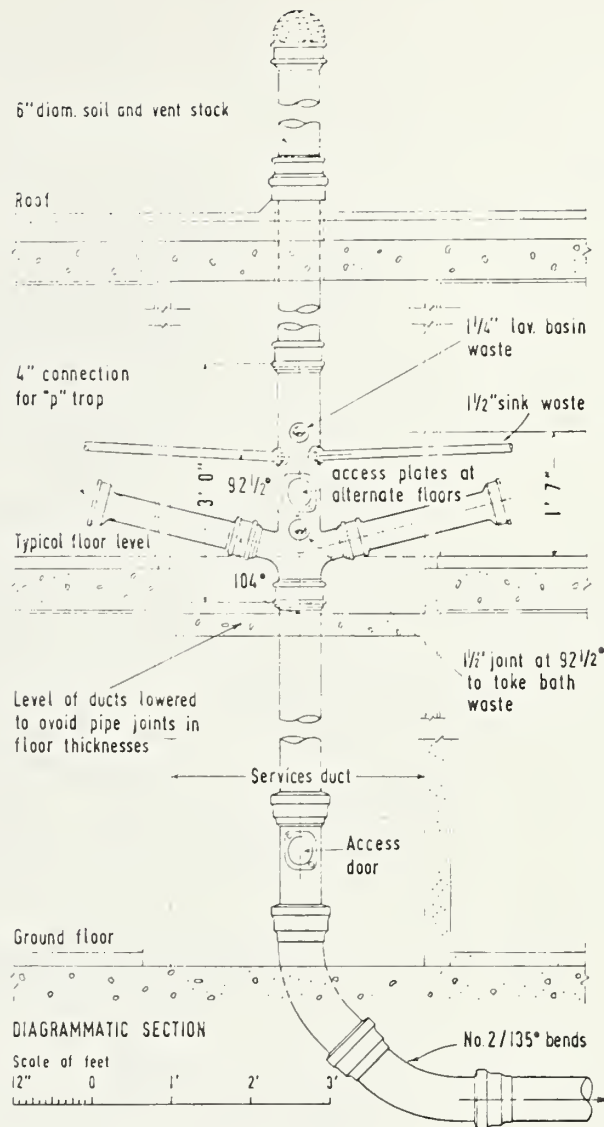 6" diam. soil and vent stack
Roof
1 1/4" lav. basin
waste
4" connection
for "p" trap
1 1/2" sink waste
3' 0"
92 1/2°
access plates at
alternate floors
1' 7"
Typical floor level
104°
1 1/2" joint at 92 1/2°
to take bath
waste
Level of ducts lowered
to avoid pipe joints in
floor thicknesses
Services duct
Access
door
Ground floor
DIAGRAMMATIC SECTION
No. 2/135° bends
Scale of feet
12" 0 1' 2' 3'